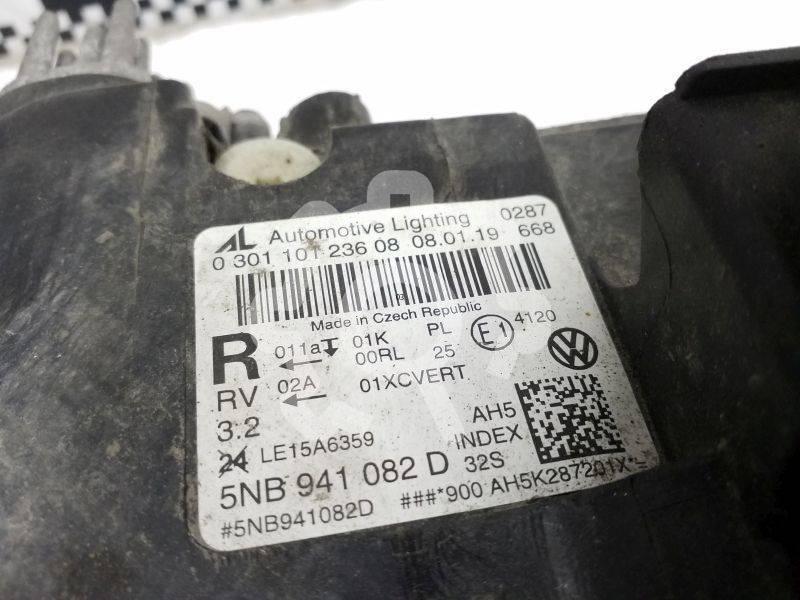 AL Automotive Lighting 0287
0 301 101 236 08 08.01.19 668
Made in Czech Republic
R 011a 01K PL E1 4120
00RL 25
RV 02A 01XCVERT
3.2
24 LE15A6359 AH5
INDEX
5NB 941 082 D 32S
#5NB941082D ###*900 AH5K287201X*=